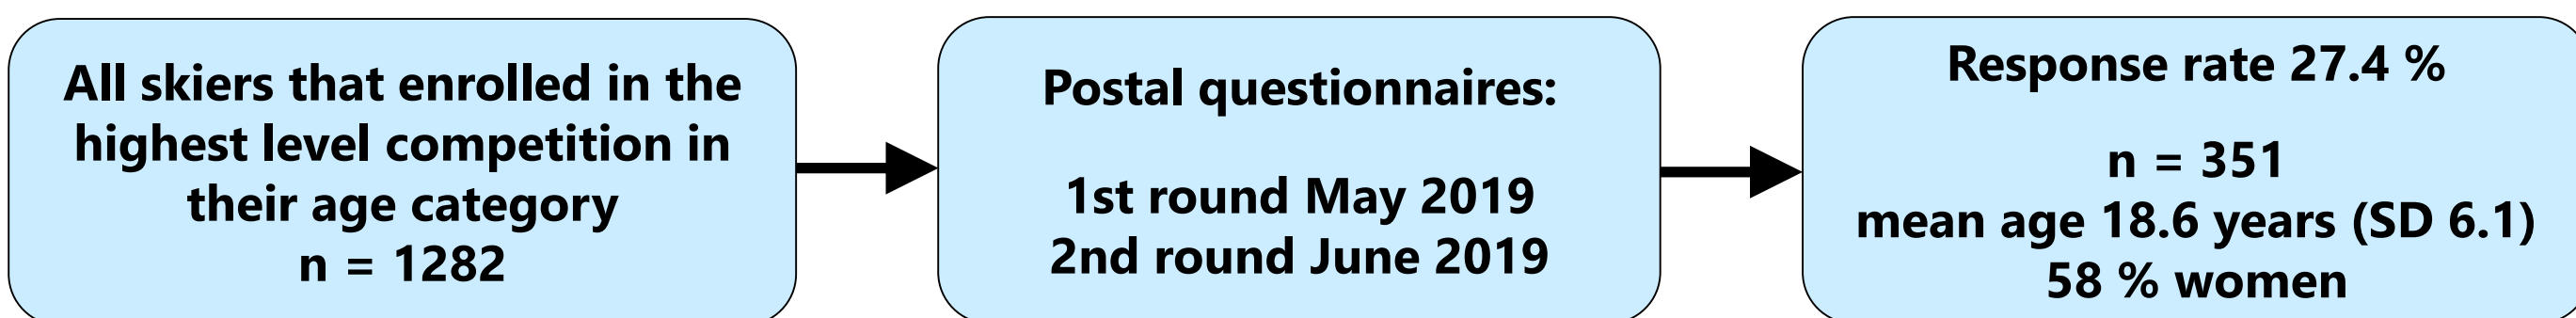 All skiers that enrolled in the
highest level competition in
their age category
n = 1282
Postal questionnaires:
1st round May 2019
2nd round June 2019
Response rate 27.4 %
n = 351
mean age 18.6 years (SD 6.1)
58 % women